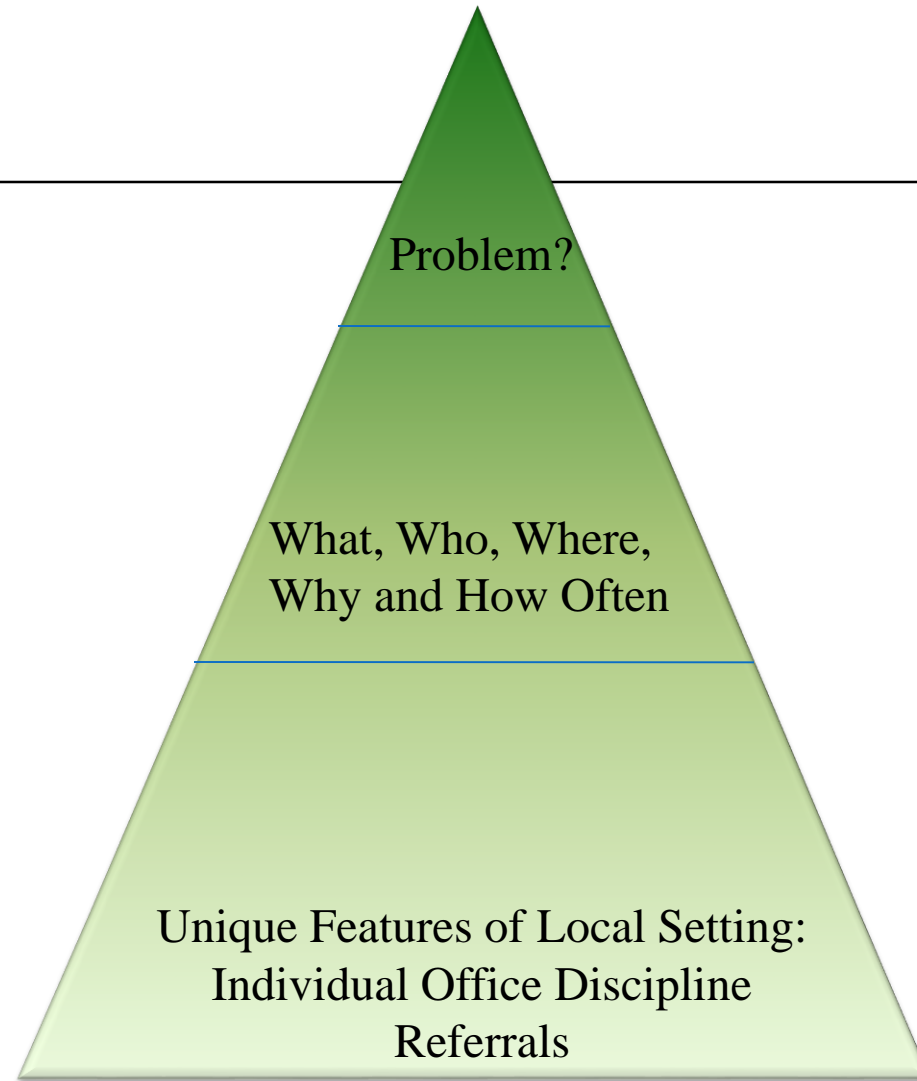 Problem?
What, Who, Where,
Why and How Often
Unique Features of Local Setting:
Individual Office Discipline
Referrals